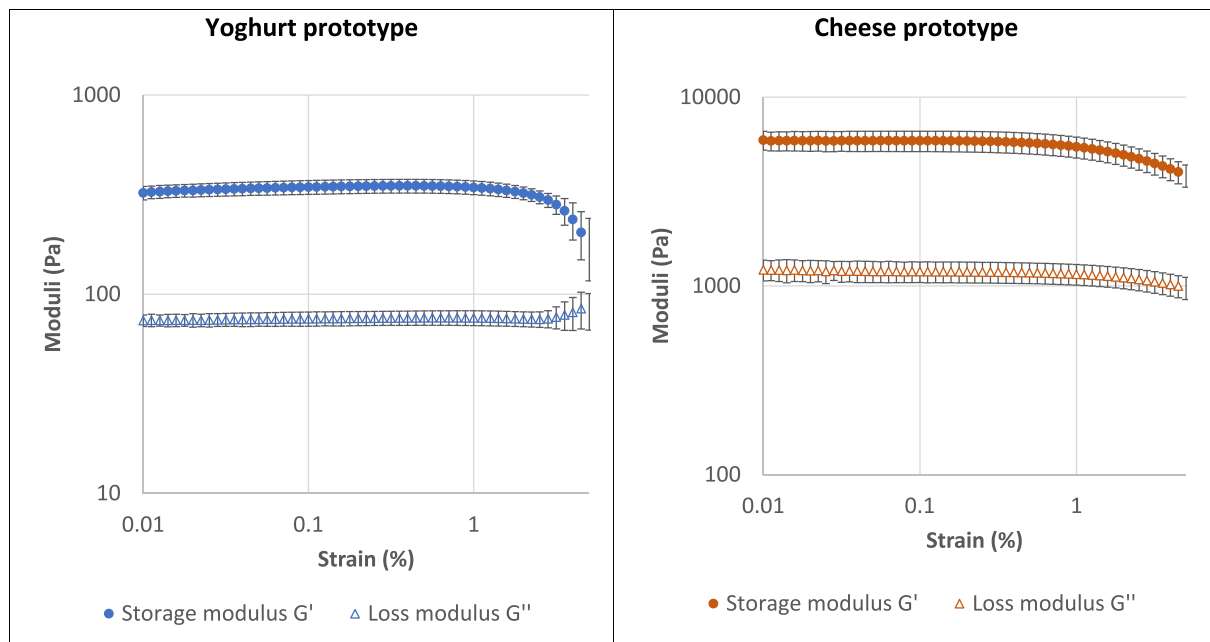 Yoghurt prototype
1000
100
10
0.01 0.1 1
Moduli (Pa)
Strain (%)
Storage modulus G' Loss modulus G''
Cheese prototype
10000
1000
100
0.01 0.1 1
Moduli (Pa)
Strain (%)
Storage modulus G' Loss modulus G''